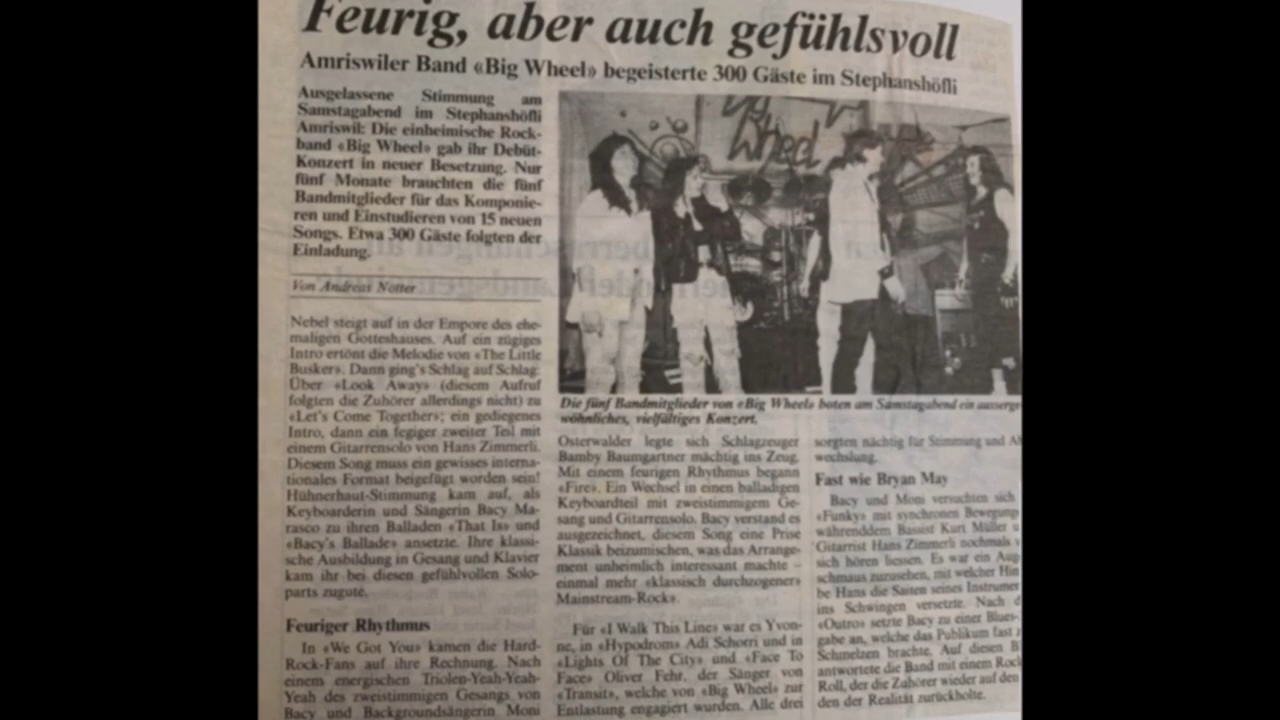 Feurig, aber auch gefühlsvoll
Amriswiler Band «Big Wheel» begeisterte 300 Gäste im Stephanshöfli
Ausgelassene Stimmung am
Samstagabend im Stephanshöfli
Amriswil: Die einheimische Rock-
band «Big Wheel» gab ihr Debüt-
Konzert in neuer Besetzung. Nur
fünf Monate brauchten die fünf
Bandmitglieder für das Komponie-
ren und Einstudieren von 15 neuen
Songs. Etwa 300 Gäste folgten der
Einladung.
Von Andreas Notter
Nebel steigt auf in der Empore des ehe-
maligen Gotteshauses. Auf ein zügiges
Intro ertönt die Melodie von «The Little
Busker». Dann ging's Schlag auf Schlag:
Über «Look Away» (diesem Aufruf
folgten die Zuhörer allerdings nicht) zu
«Let's Come Together»; ein gediegenes
Intro, dann ein fegiger zweiter Teil mit
einem Gitarrensolo von Hans Zimmerli.
Diesem Song muss ein gewisses interna-
tionales Format beigefügt worden sein!
Hühnerhaut-Stimmung kam auf, als
Keyboarderin und Sängerin Bacy Ma-
rasco zu ihren Balladen «That Is» und
«Bacy's Ballade» ansetzte. Ihre klassi-
sche Ausbildung in Gesang und Klavier
kam ihr bei diesen gefühlvollen Solo-
parts zugute.
Feuriger Rhythmus
In «We Got You» kamen die Hard-
Rock-Fans auf ihre Rechnung. Nach
einem energischen Triolen-Yeah-Yeah-
Yeah des zweistimmigen Gesangs von
Bacy und Backgroundsängerin Moni
Wheel
Die fünf Bandmitglieder von «Big Wheel» boten am Samstagabend ein ausserge
wöhnliches, vielfältiges Konzert.
Osterwalder legte sich Schlagzeuger
Bamby Baumgartner mächtig ins Zeug.
Mit einem feurigen Rhythmus begann
«Fire». Ein Wechsel in einen balladigen
Keyboardteil mit zweistimmigem Ge-
sang und Gitarrensolo. Bacy verstand es
ausgezeichnet, diesem Song eine Prise
Klassik beizumischen, was das Arrange-
ment unheimlich interessant machte –
einmal mehr «klassisch durchzogener»
Mainstream-Rock».
Für «I Walk This Line» war es Yvon-
ne, in «Hypodrom» Adi Schorri und in
«Lights Of The City» und «Face To
Face» Oliver Fehr, der Sänger von
«Transit», welche von «Big Wheel» zur
Entlastung engagiert wurden. Alle drei
sorgten nächtig für Stimmung und Ab
wechslung.
Fast wie Bryan May
Bacy und Moni versuchten sich
«Funky» mit synchronen Bewegung
währenddem Bassist Kurt Müller u
Gitarrist Hans Zimmerli nochmals v
sich hören liessen. Es war ein Aug
schmaus zuzusehen, mit welcher Hin
be Hans die Saiten seines Instrumen
ins Schwingen versetzte. Nach d
«Outro» setzte Bacy zu einer Blues-
gabe an, welche das Publikum fast z
Schmelzen brachte. Auf diesen B
antwortete die Band mit einem Rock
Roll, der die Zuhörer wieder auf den
den der Realität zurückholte.